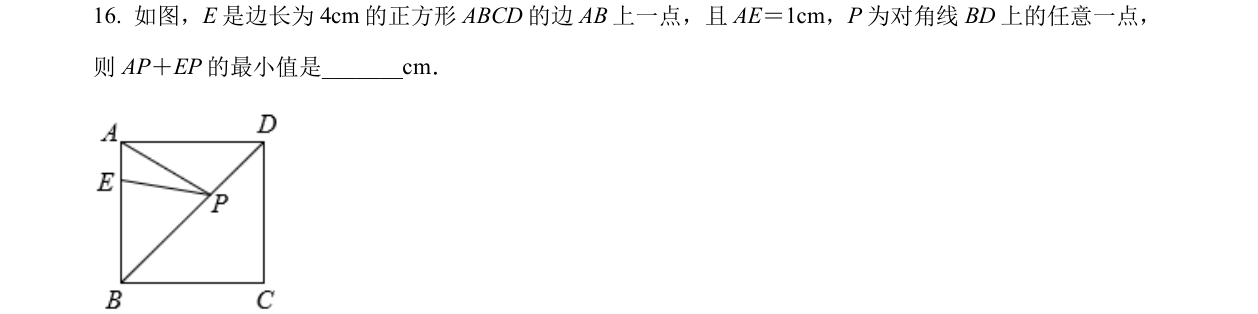 16. 如图，E 是边长为 4cm 的正方形 ABCD 的边 AB 上一点，且 AE＝1cm，P 为对角线 BD 上的任意一点，
则 AP＋EP 的最小值是_______cm．
A
D
E
P
B
C